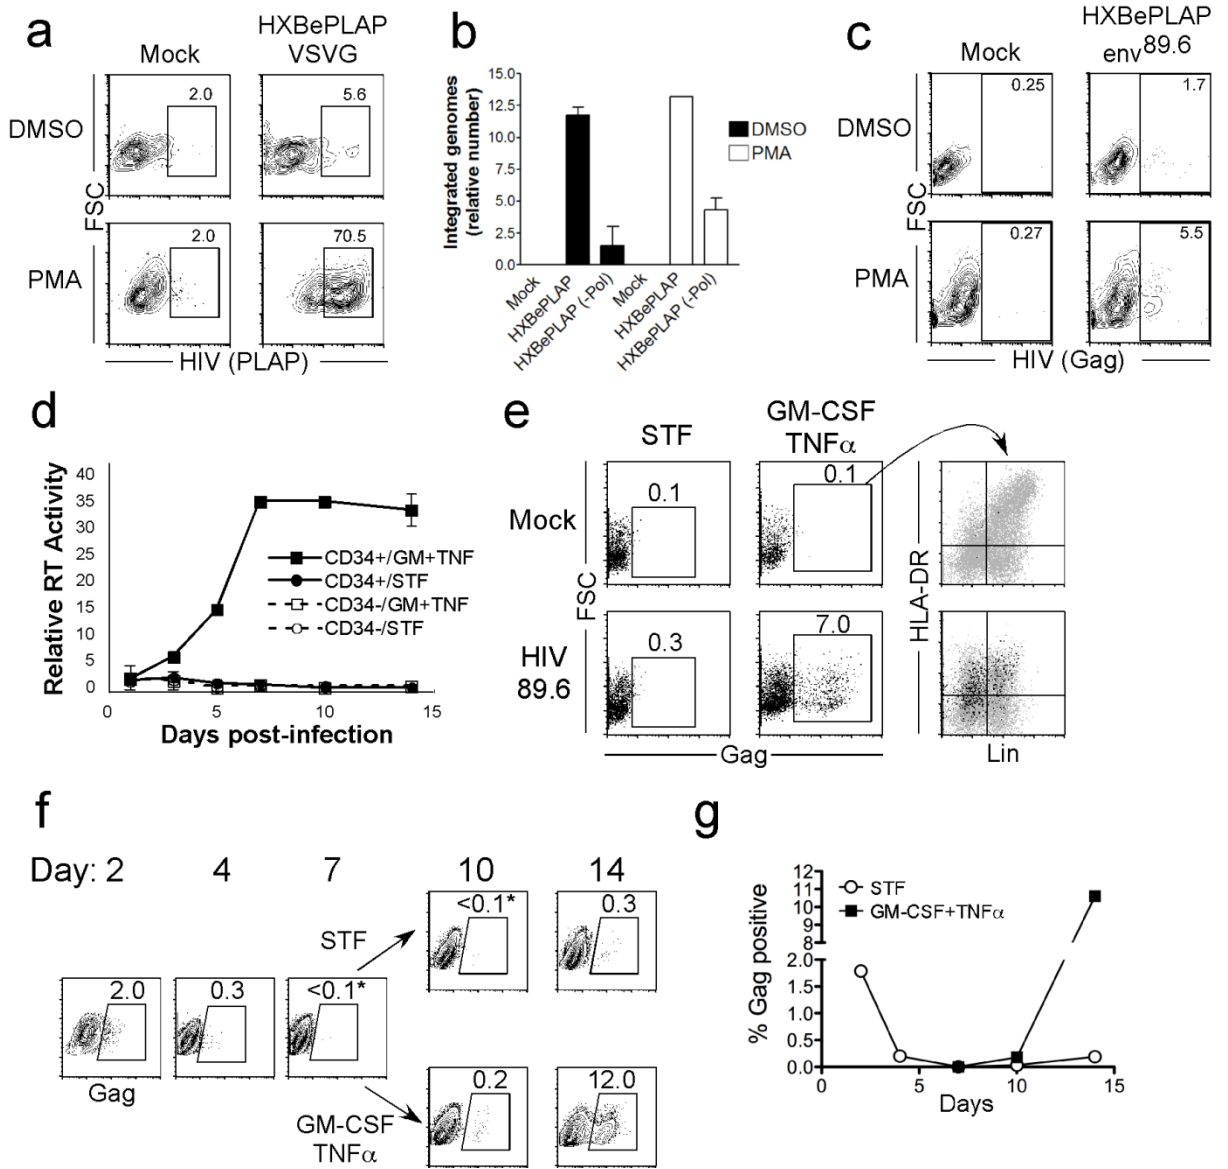 a
Mock
HXBePLAP
VSVG
DMSO
2.0
5.6
PMA
2.0
70.5
FSC
HIV (PLAP)
b
Integrated genomes
(relative number)
15.0
12.5
10.0
7.5
5.0
2.5
0.0
Mock
HXBePLAP
HXBePLAP (-Pol)
Mock
HXBePLAP
HXBePLAP (-Pol)
DMSO
PMA
c
Mock
HXBePLAP
env89.6
DMSO
0.25
1.7
PMA
0.27
5.5
FSC
HIV (Gag)
d
Relative RT Activity
40
35
30
25
20
15
10
5
0
CD34+/GM+TNF
CD34+/STF
CD34-/GM+TNF
CD34-/STF
0
5
10
15
Days post-infection
e
STF
GM-CSF
TNFα
Mock
0.1
0.1
HIV
89.6
0.3
7.0
FSC
Gag
HLA-DR
Lin
f
Day: 2
4
7
10
14
STF
<0.1*
0.3
2.0
0.3
<0.1*
Gag
GM-CSF
TNFα
0.2
12.0
g
% Gag positive
12
11
10
9
8
2.0
1.5
1.0
0.5
0.0
STF
GM-CSF+TNFα
0
5
10
15
Days